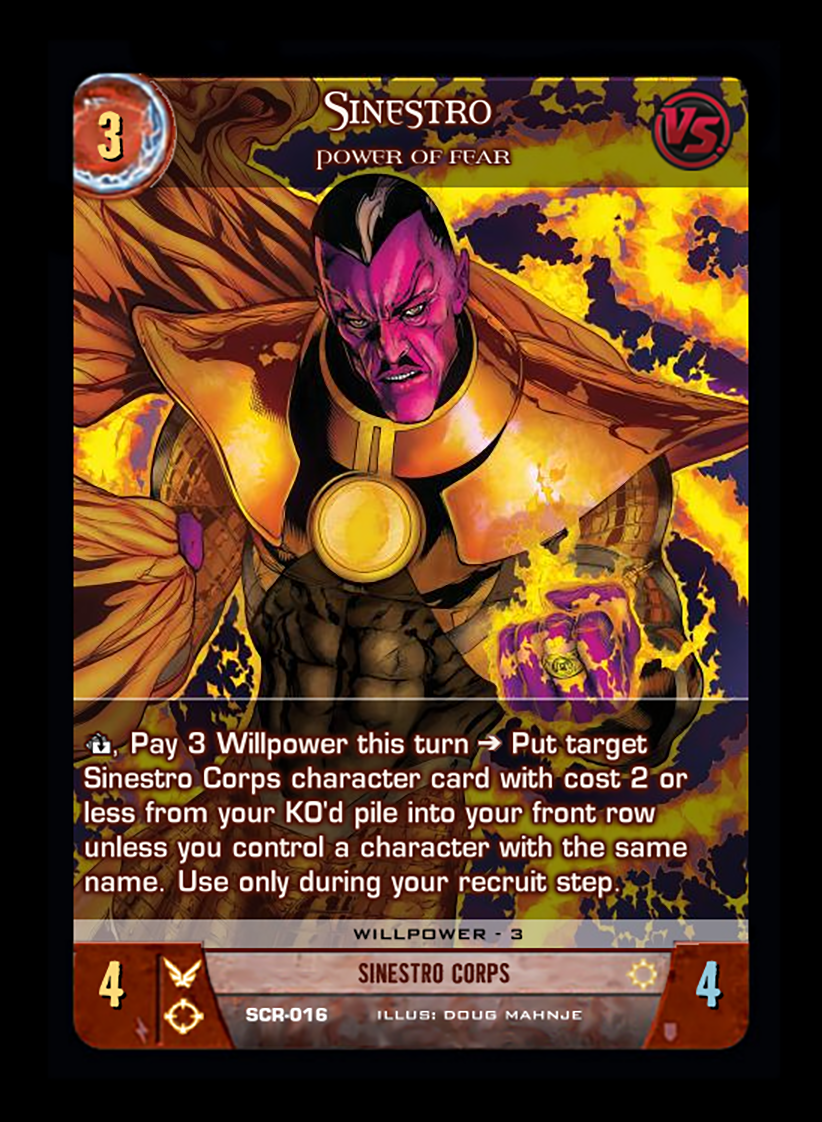 3
SINESTRO
POWER OF FEAR
VS.
, Pay 3 Willpower this turn ➔ Put target
Sinestro Corps character card with cost 2 or
less from your KO'd pile into your front row
unless you control a character with the same
name. Use only during your recruit step.
WILLPOWER - 3
4
SINESTRO CORPS
4
SCR-016 ILLUS: DOUG MAHNJE